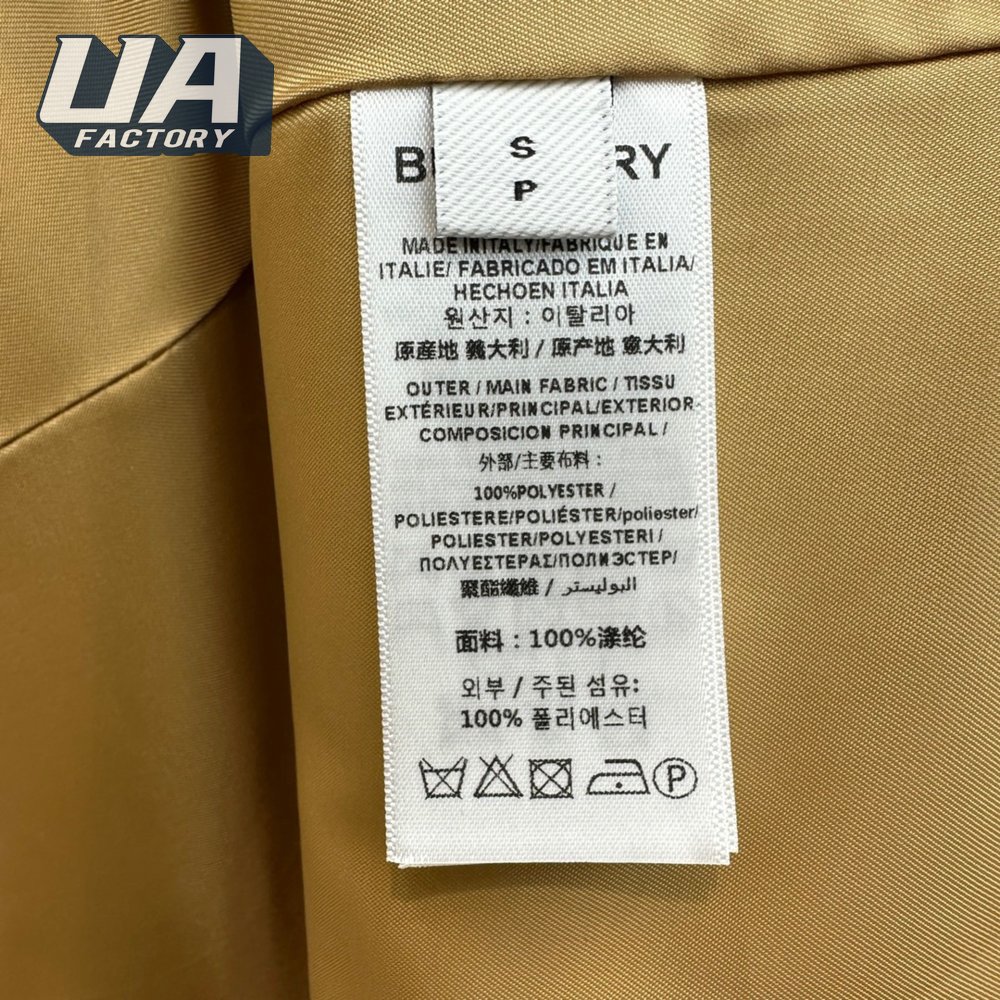 UA
FACTORY
S
P
MADE IN ITALY/FABRIQUE EN
ITALIE/ FABRICADO EM ITALIA/
HECHOEN ITALIA
원산지 : 이탈리아
原産地 義大利 / 原产地 意大利
OUTER / MAIN FABRIC / TISSU
EXTÉRIEUR/PRINCIPAL/EXTERIOR
COMPOSICION PRINCIPAL /
外部/主要布料 :
100%POLYESTER /
POLIESTERE/POLIÉSTER/poliester/
POLIESTER/POLYESTERI /
ΠΟΛΥΕΣΤΕΡΑΣ/ПОЛИЭСТЕР/
聚酯纖維 / البوليستر
面料 : 100%涤纶
외부 / 주된 섬유:
100% 폴리에스터
P